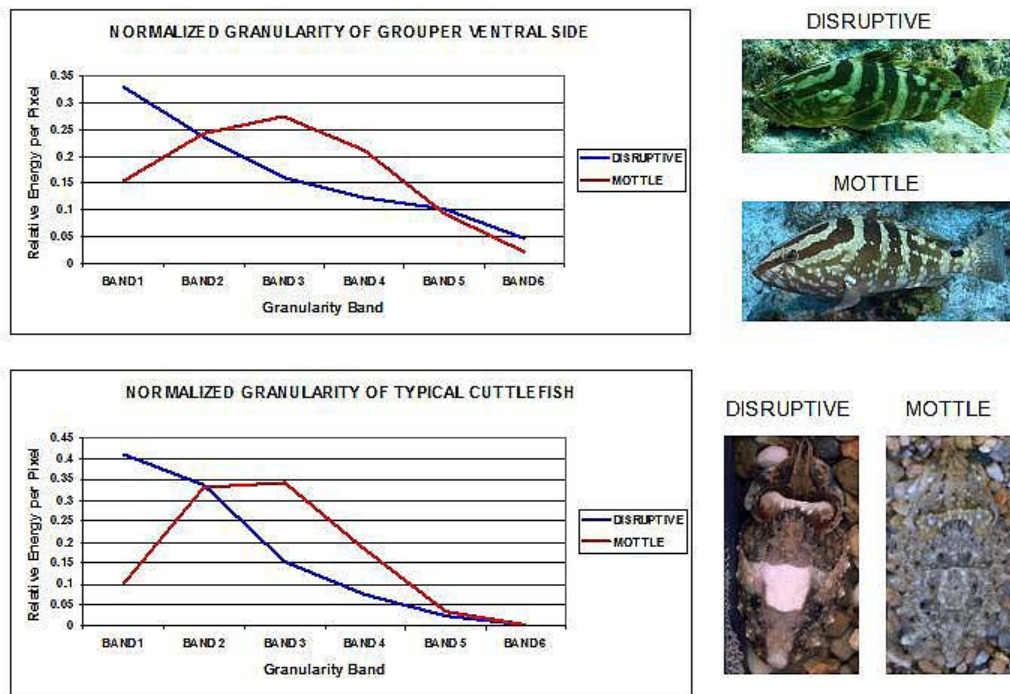 NORMALIZED GRANULARITY OF GROUPER VENTRAL SIDE
Relative Energy per Pixel
0.35
0.3
0.25
0.2
0.15
0.1
0.05
0
BAND1 BAND2 BAND3 BAND4 BAND5 BAND6
Granularity Band
DISRUPTIVE
MOTTLE
DISRUPTIVE
MOTTLE
NORMALIZED GRANULARITY OF TYPICAL CUTTLEFISH
Relative Energy per Pixel
0.45
0.4
0.35
0.3
0.25
0.2
0.15
0.1
0.05
0
BAND1 BAND2 BAND3 BAND4 BAND5 BAND6
Granularity Band
DISRUPTIVE
MOTTLE
DISRUPTIVE MOTTLE